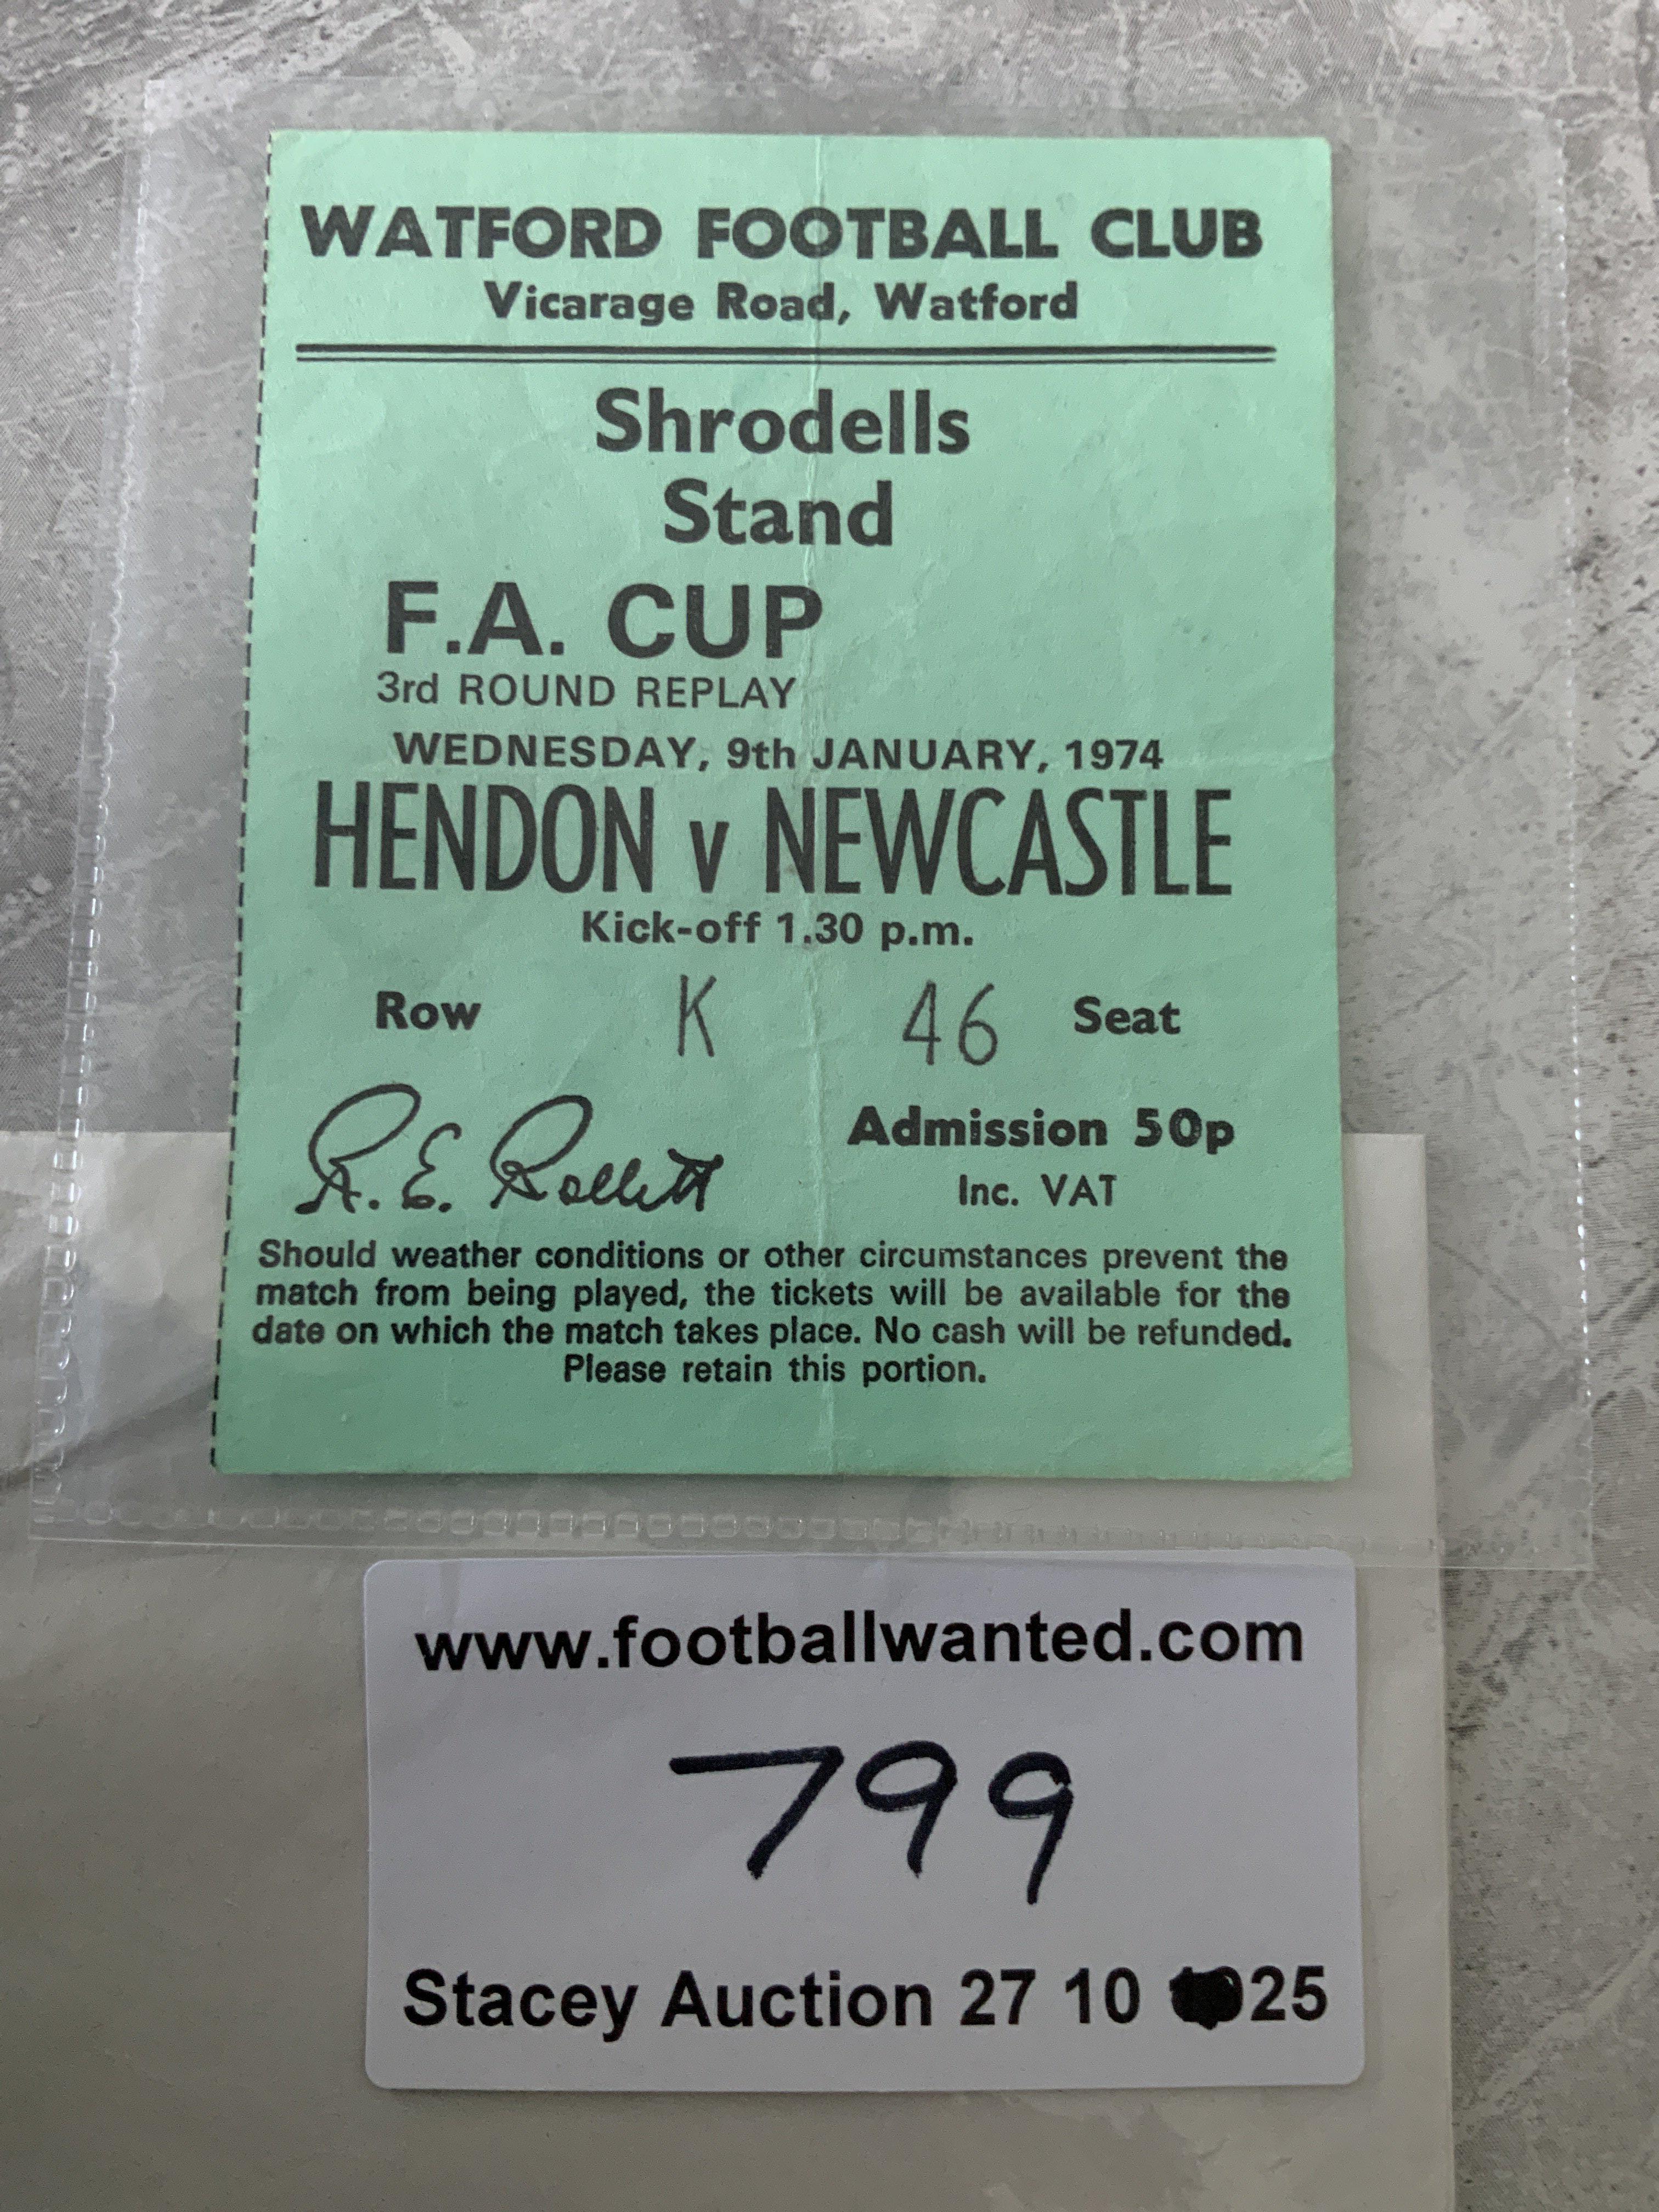 WATFORD FOOTBALL CLUB
Vicarage Road, Watford
Shrodells
Stand
F.A. CUP
3rd ROUND REPLAY
WEDNESDAY, 9th JANUARY, 1974
HENDON v NEWCASTLE
Kick-off 1.30 p.m.
Row K 46 Seat
R. E. Rollitt
Admission 50p
Inc. VAT
Should weather conditions or other circumstances prevent the
match from being played, the tickets will be available for the
date on which the match takes place. No cash will be refunded.
Please retain this portion.
www.footballwanted.com
799
Stacey Auction 27 10 25